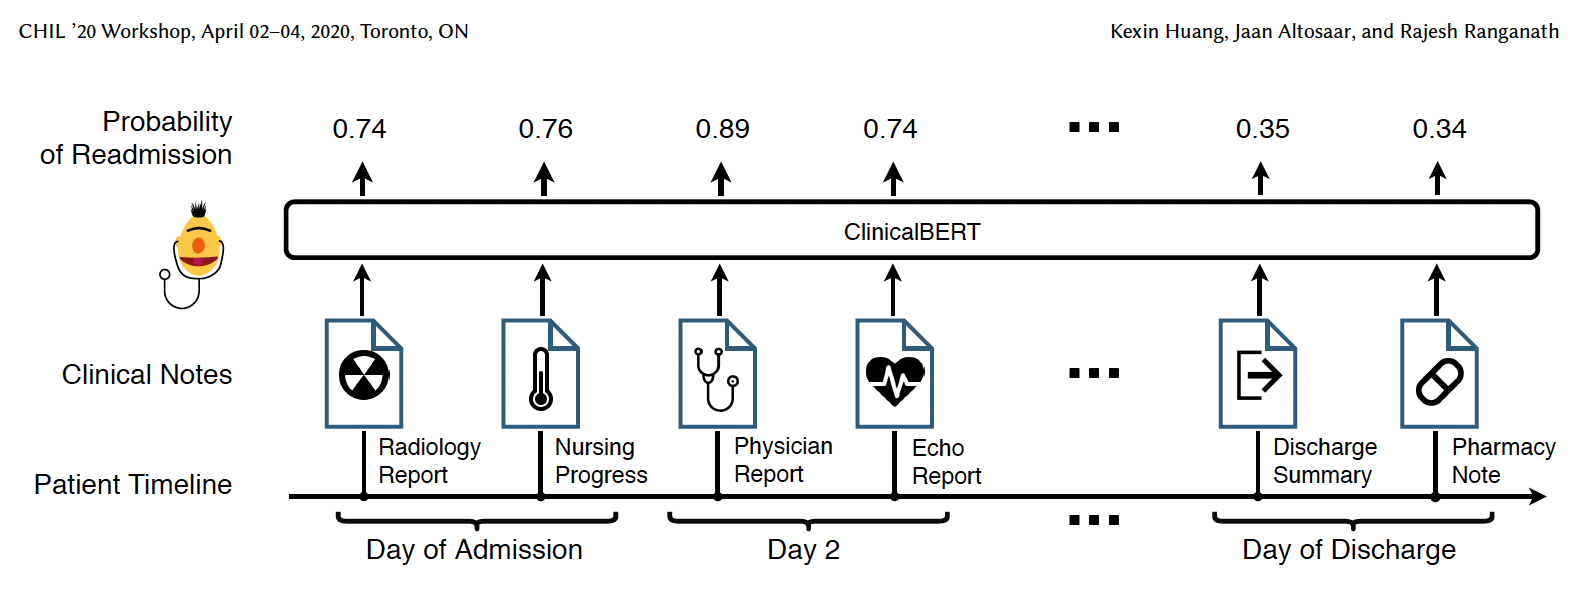 CHIL ’20 Workshop, April 02–04, 2020, Toronto, ON
Kexin Huang, Jaan Altosaar, and Rajesh Ranganath
Probability
of Readmission
0.74
0.76
0.89
0.74
0.35
0.34
ClinicalBERT
Clinical Notes
Radiology
Report
Nursing
Progress
Physician
Report
Echo
Report
Discharge
Summary
Pharmacy
Note
Patient Timeline
Day of Admission
Day 2
Day of Discharge